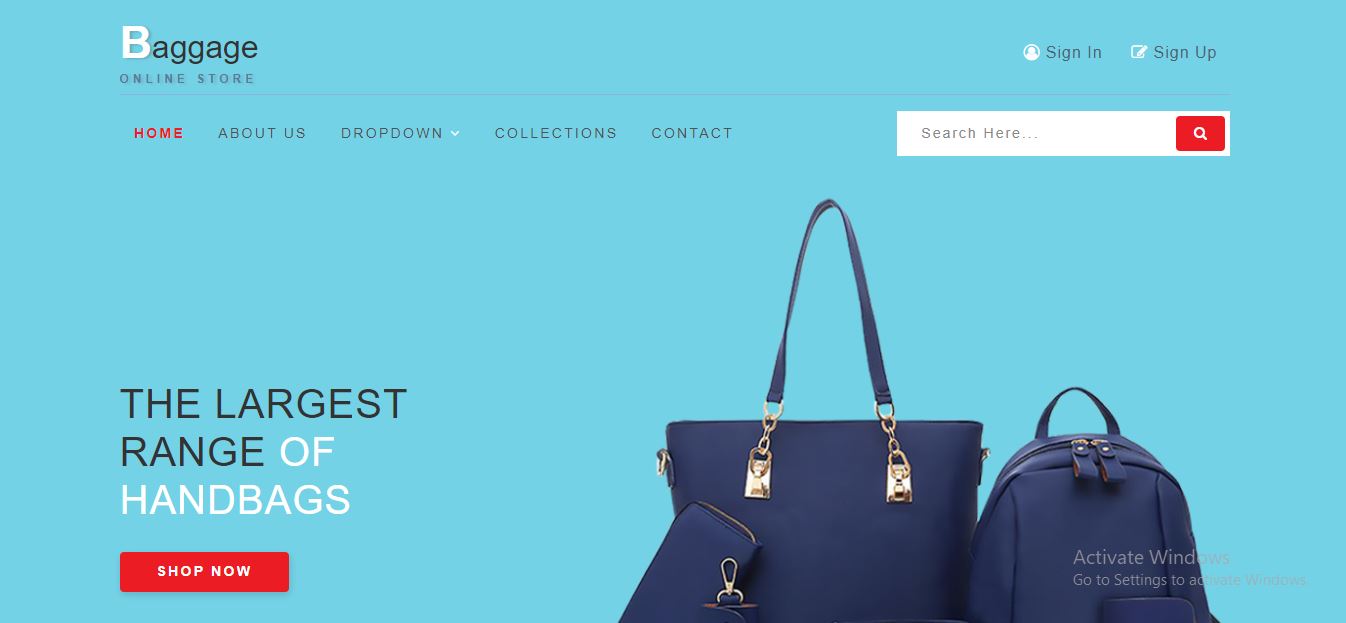 Baggage
ONLINE STORE
Sign In
Sign Up
HOME
ABOUT US
DROPDOWN
COLLECTIONS
CONTACT
Search Here...
THE LARGEST
RANGE OF
HANDBAGS
SHOP NOW
Activate Windows
Go to Settings to activate Windows.